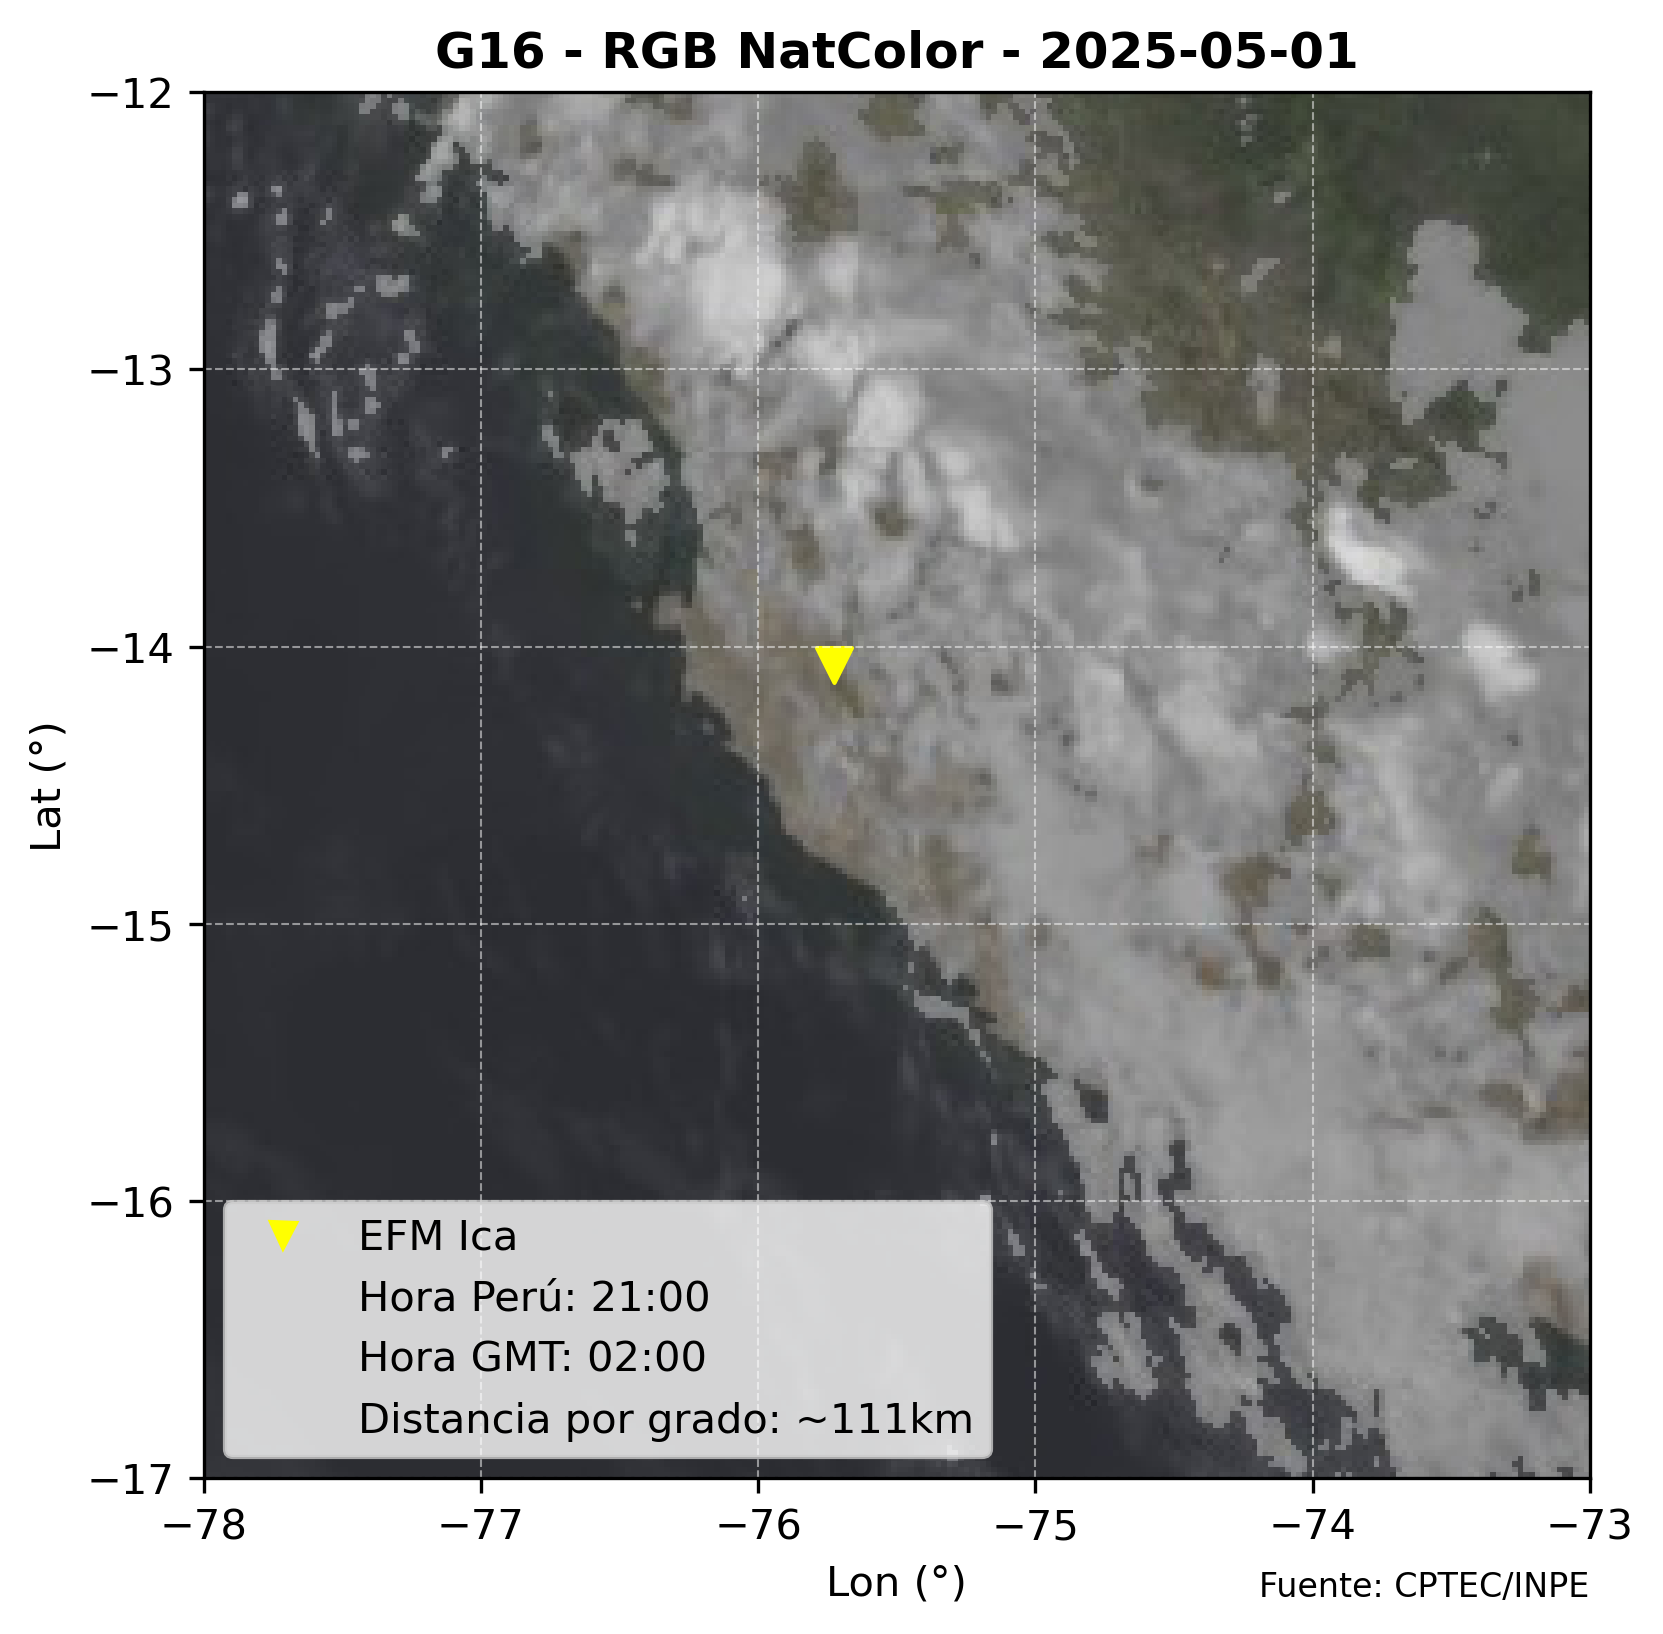 G16 - RGB NatColor - 2025-05-01
−12
−13
−14
−15
−16
−17
Lat (°)
EFM Ica
Hora Perú: 21:00
Hora GMT: 02:00
Distancia por grado: ~111km
−78
−77
−76
−75
−74
−73
Lon (°)
Fuente: CPTEC/INPE